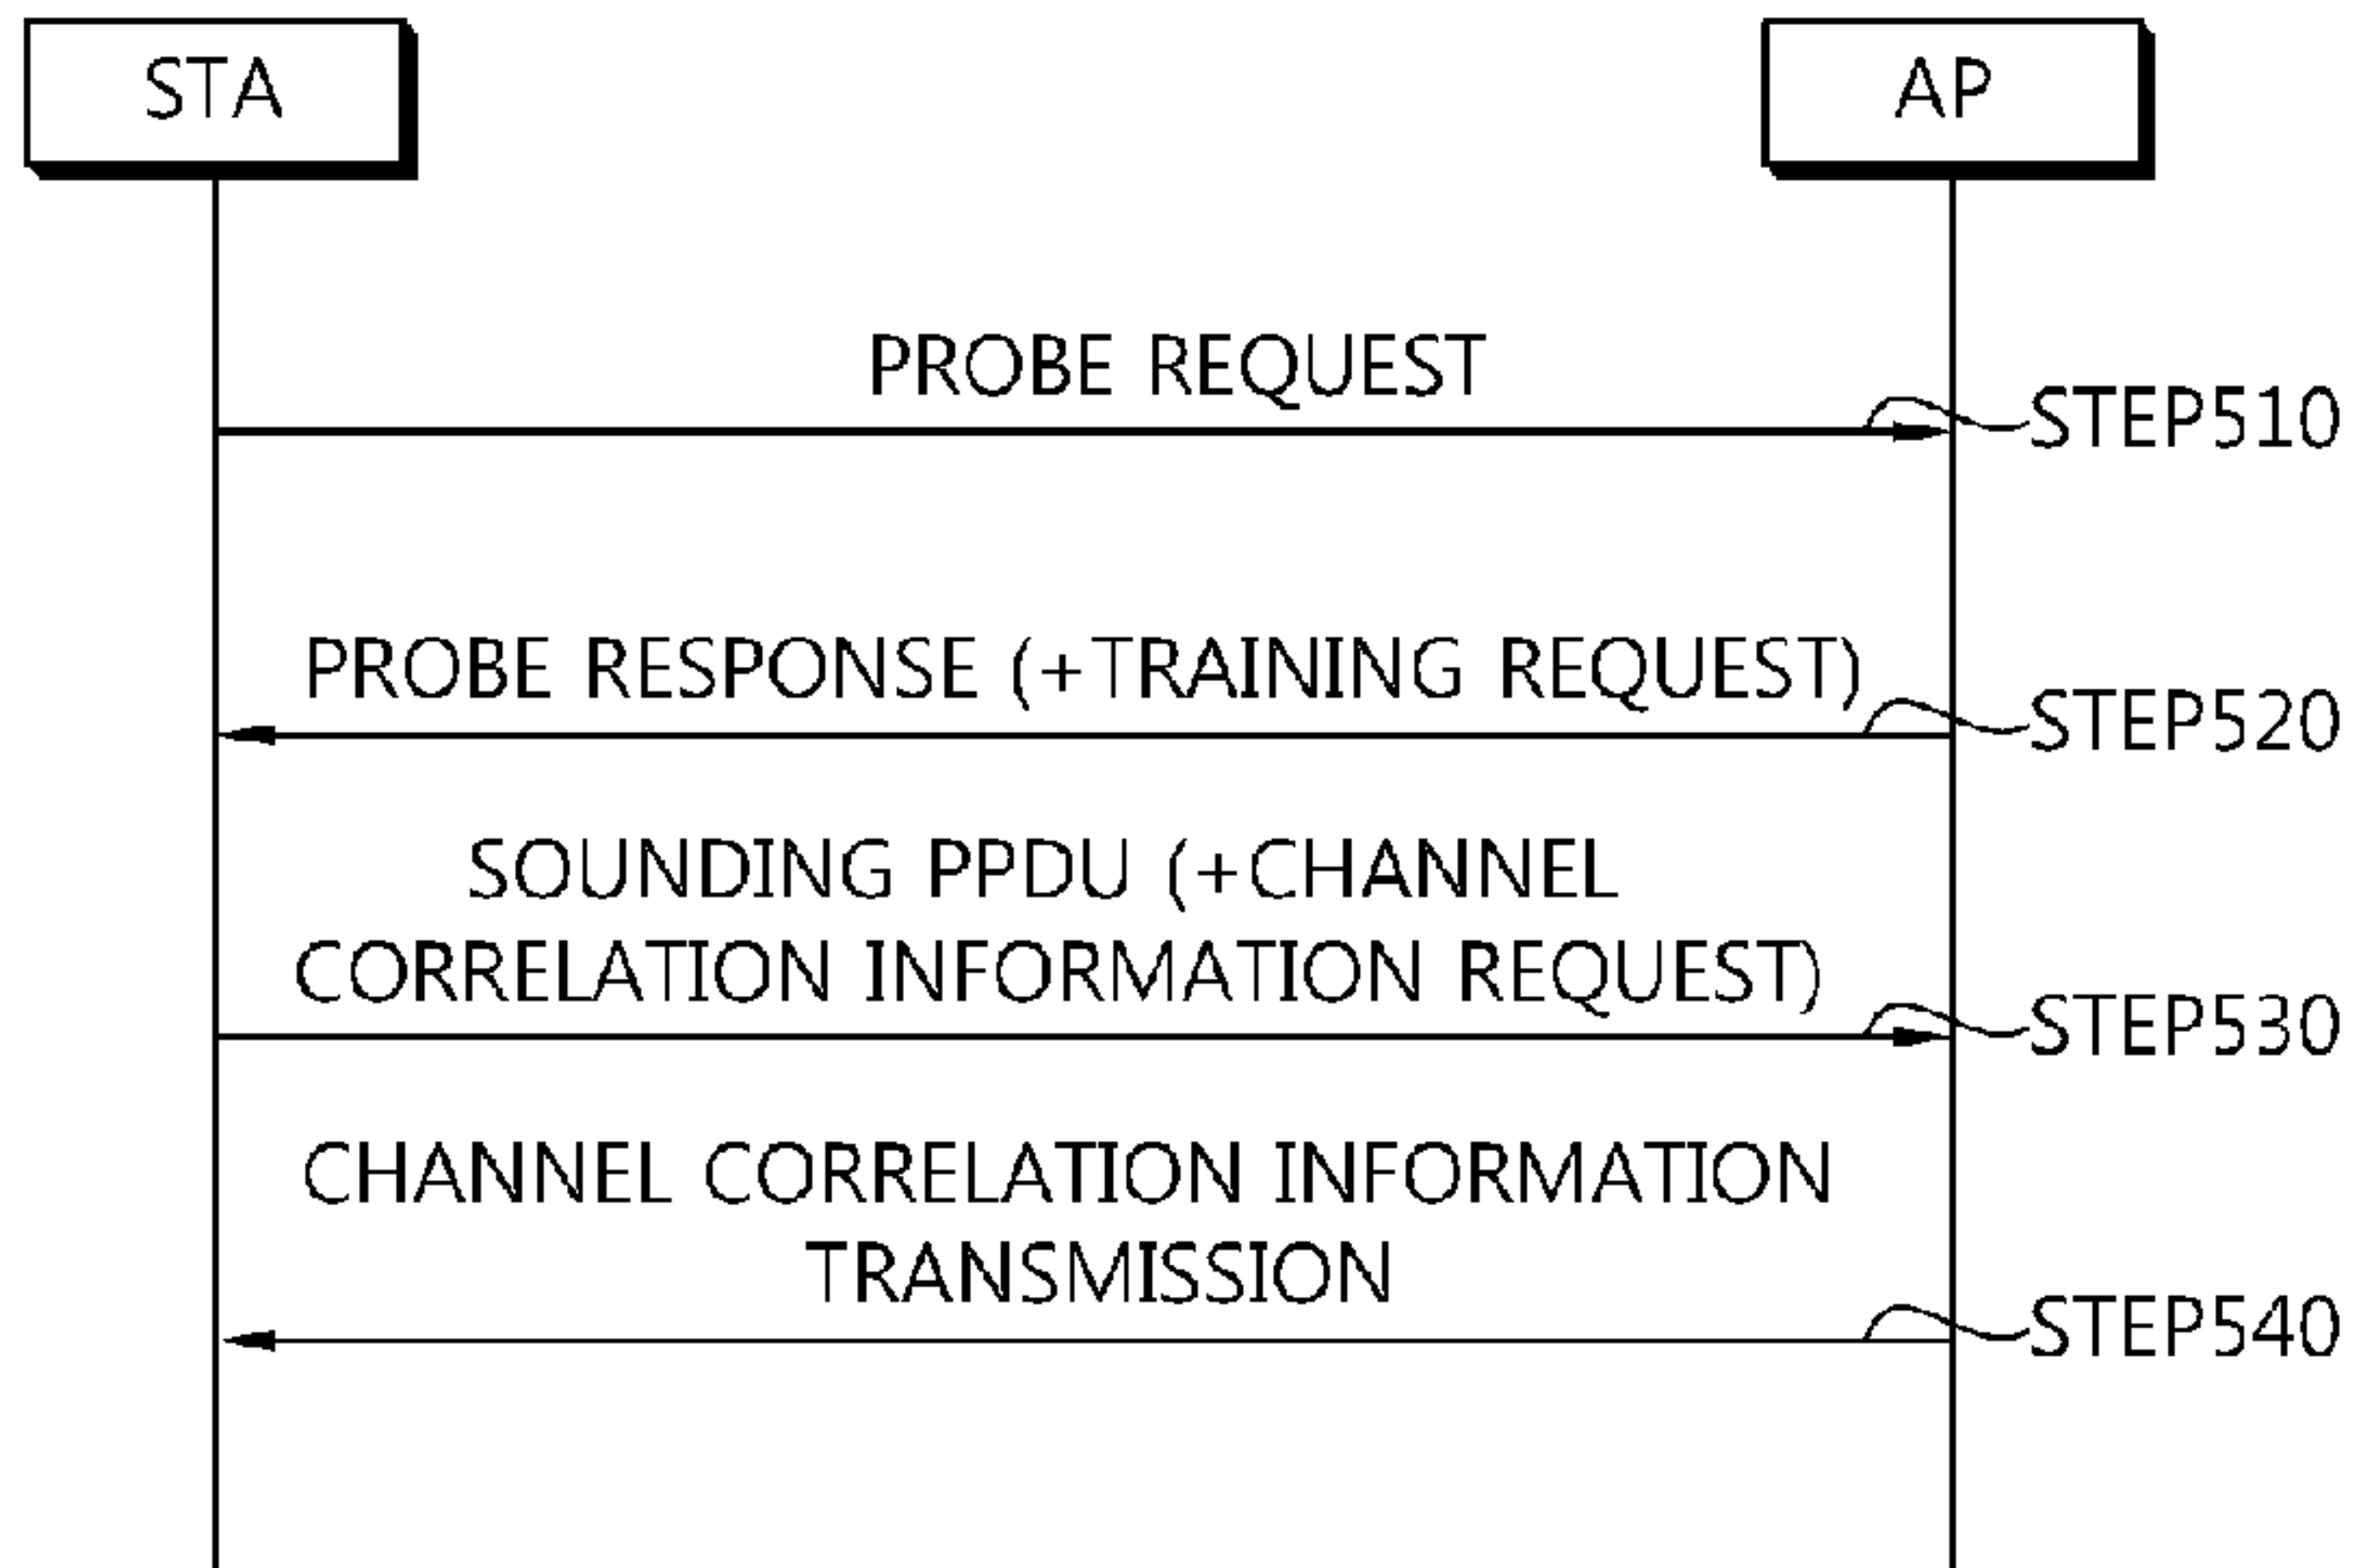 STA
AP
PROBE REQUEST
STEP510
PROBE RESPONSE (+TRAINING REQUEST)
STEP520
SOUNDING PPDU (+CHANNEL
CORRELATION INFORMATION REQUEST)
STEP530
CHANNEL CORRELATION INFORMATION
TRANSMISSION
STEP540